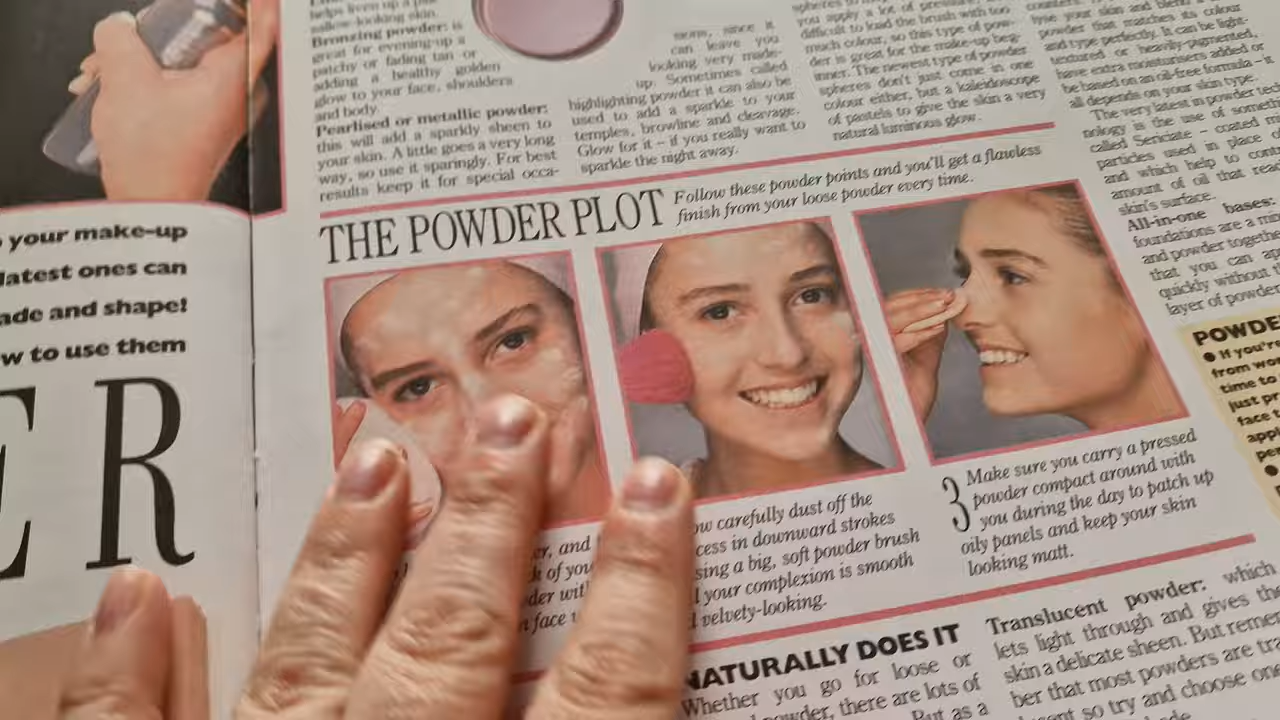 your make-up
latest ones can
and shape!
to use them
ER
sallow-looking skin.
Bronzing powder: is
great for evening-up a
patchy or fading tan or
adding a healthy golden
glow to your face, shoulders
and body.
Pearlised or metallic powder:
this will add a sparkly sheen to
your skin. A little goes a very long
way, so use it sparingly. For best
results keep it for special occa-
sions, since it
can leave you
looking very made-
up. Sometimes called
highlighting powder it can also be
used to add a sparkle to your
temples, browline and cleavage.
Glow for it – if you really want to
sparkle the night away.
you apply a lot of pressure,
difficult to load the brush with too
much colour, so this type of pow-
der is great for the make-up beg-
inner. The newest type of powder
spheres don't just come in one
colour either, but a kaleidoscope
of pastels to give the skin a very
natural luminous glow.
your skin and blend
powder that matches its colour
and type perfectly. It can be light-
textured or heavily-pigmented,
have extra moisturisers added or
be based on an oil-free formula – it
all depends on your skin type.
The very latest in powder tech
nology is the use of
called Sericiate – coated
particles used in place
and which help to
amount of oil that
skin's surface.
All-in-one bases:
foundations are a
and powder
that you can
quickly without
layer of
THE POWDER PLOT
Follow these powder points and you'll get a flawless
finish from your loose powder every time.
and
of
face
carefully dust off the
in downward strokes
a big, soft powder brush
your complexion is smooth
velvety-looking.
3 Make sure you carry a pressed
powder compact around with
you during the day to patch up
oily panels and keep your skin
looking matt.
● If you're
from
time to
just
face
NATURALLY DOES IT
Whether you go for loose or
powder, there are lots of
But as a
Translucent powder: which
lets light through and gives
skin a delicate sheen. But
ber that most powders are
so try and choose